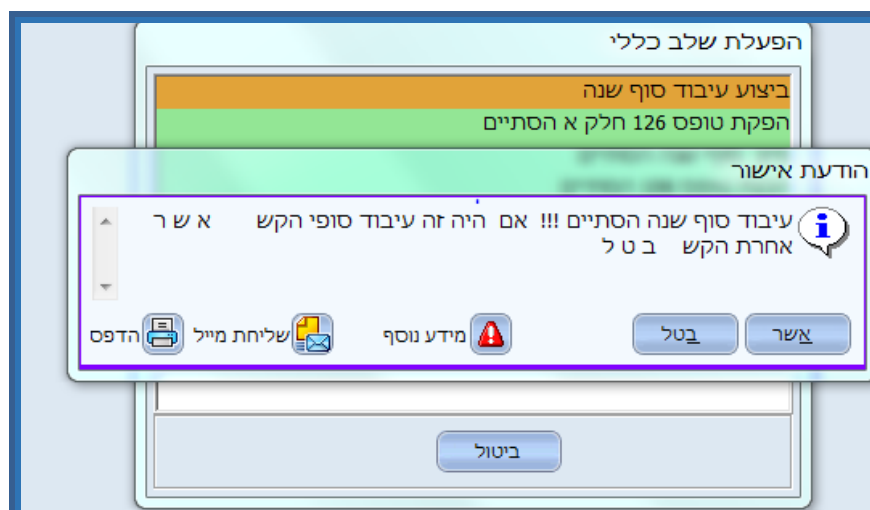 הפעלת שלב כללי
ביצוע עיבוד סוף שנה
הפקת טופס 126 חלק א הסתיים
הודעת אישור
עיבוד סוף שנה הסתיים !!! אם היה זה עיבוד סופי הקש א ש ר
אחרת הקש ב ט ל
אשר
בטל
מידע נוסף
שליחת מייל
הדפס
ביטול